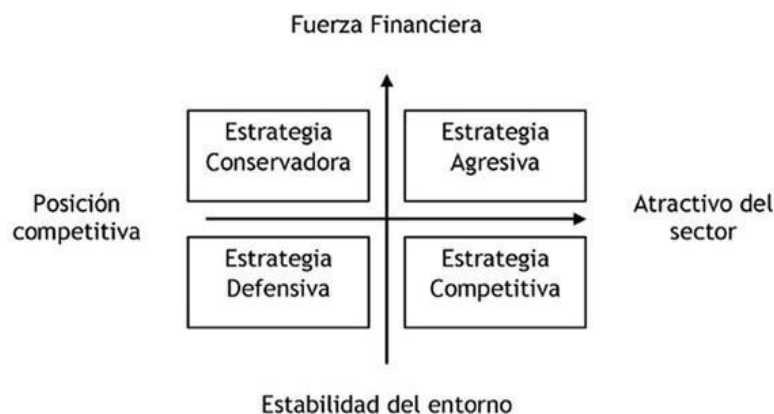 Fuerza Financiera
Estrategia
Conservadora
Estrategia
Agresiva
Posición
competitiva
Atractivo del
sector
Estrategia
Defensiva
Estrategia
Competitiva
Estabilidad del entorno